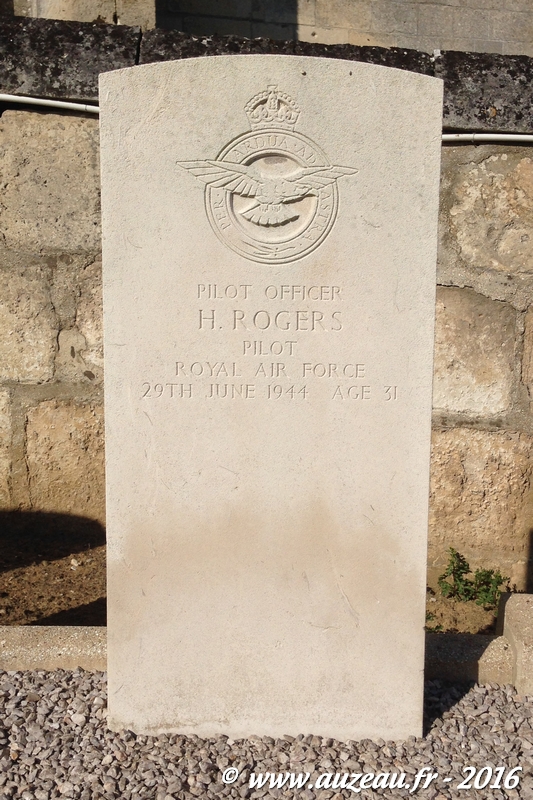 PER · ARDUA · AD · ASTRA
PILOT OFFICER
H. ROGERS
PILOT
ROYAL AIR FORCE
29TH JUNE 1944 AGE 31
© www.auzeau.fr - 2016